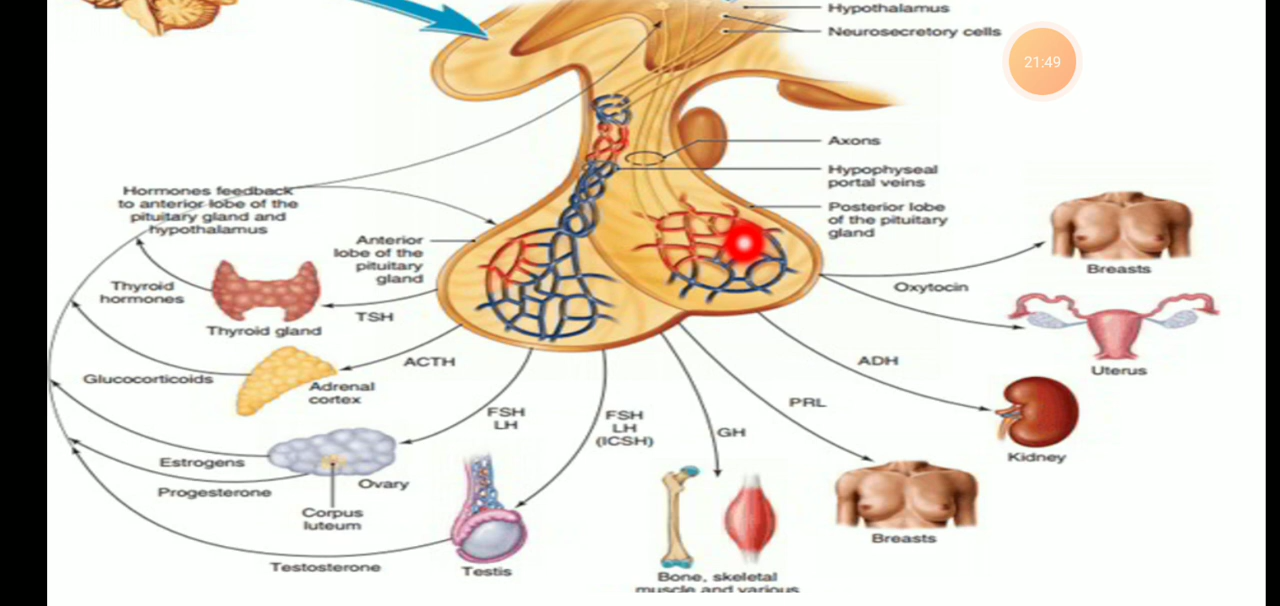 Hypothalamus
Neurosecretory cells
21:49
Axons
Hypophyseal
portal veins
Posterior lobe
of the pituitary
gland
Hormones feedback
to anterior lobe of the
pituitary gland and
hypothalamus
Anterior
lobe of the
pituitary
gland
Thyroid
hormones
Thyroid gland
TSH
Oxytocin
Breasts
Uterus
ACTH
ADH
Glucocorticoids
Adrenal
cortex
FSH
LH
FSH
LH
(ICSH)
GH
PRL
Kidney
Estrogens
Progesterone
Ovary
Corpus
luteum
Testosterone
Testis
Breasts
Bone, skeletal
muscle and various